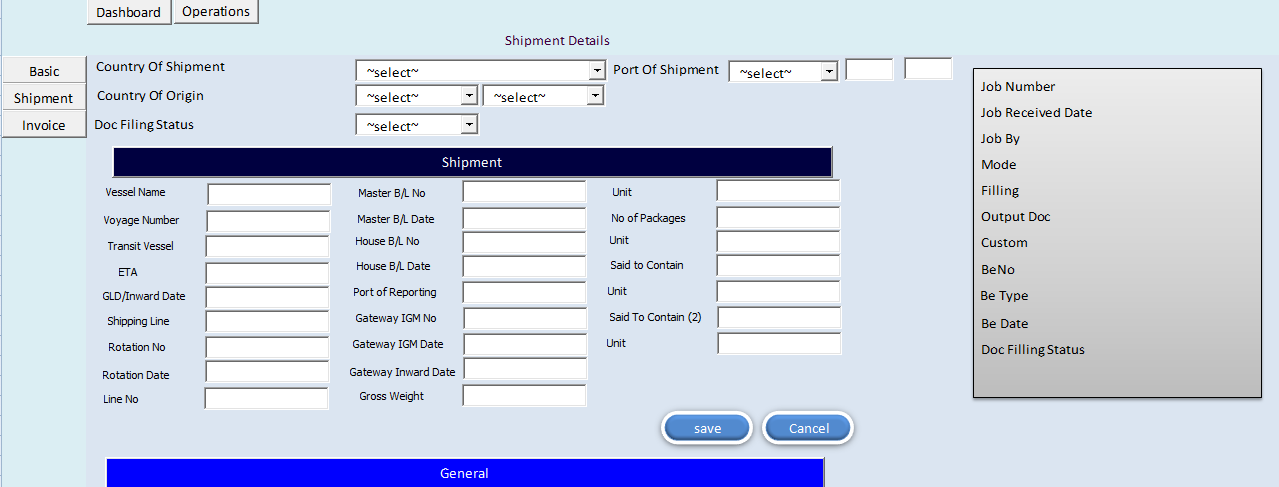 Dashboard Operations
Shipment Details
Basic
Shipment
Invoice
Country Of Shipment ~select~ Port Of Shipment ~select~
Country Of Origin ~select~ ~select~
Doc Filing Status ~select~
Shipment
Vessel Name Master B/L No Unit
Voyage Number Master B/L Date No of Packages
Transit Vessel House B/L No Unit
ETA House B/L Date Said to Contain
GLD/Inward Date Port of Reporting Unit
Shipping Line Gateway IGM No Said To Contain (2)
Rotation No Gateway IGM Date Unit
Rotation Date Gateway Inward Date
Line No Gross Weight
save Cancel
General
Job Number
Job Received Date
Job By
Mode
Filling
Output Doc
Custom
BeNo
Be Type
Be Date
Doc Filling Status